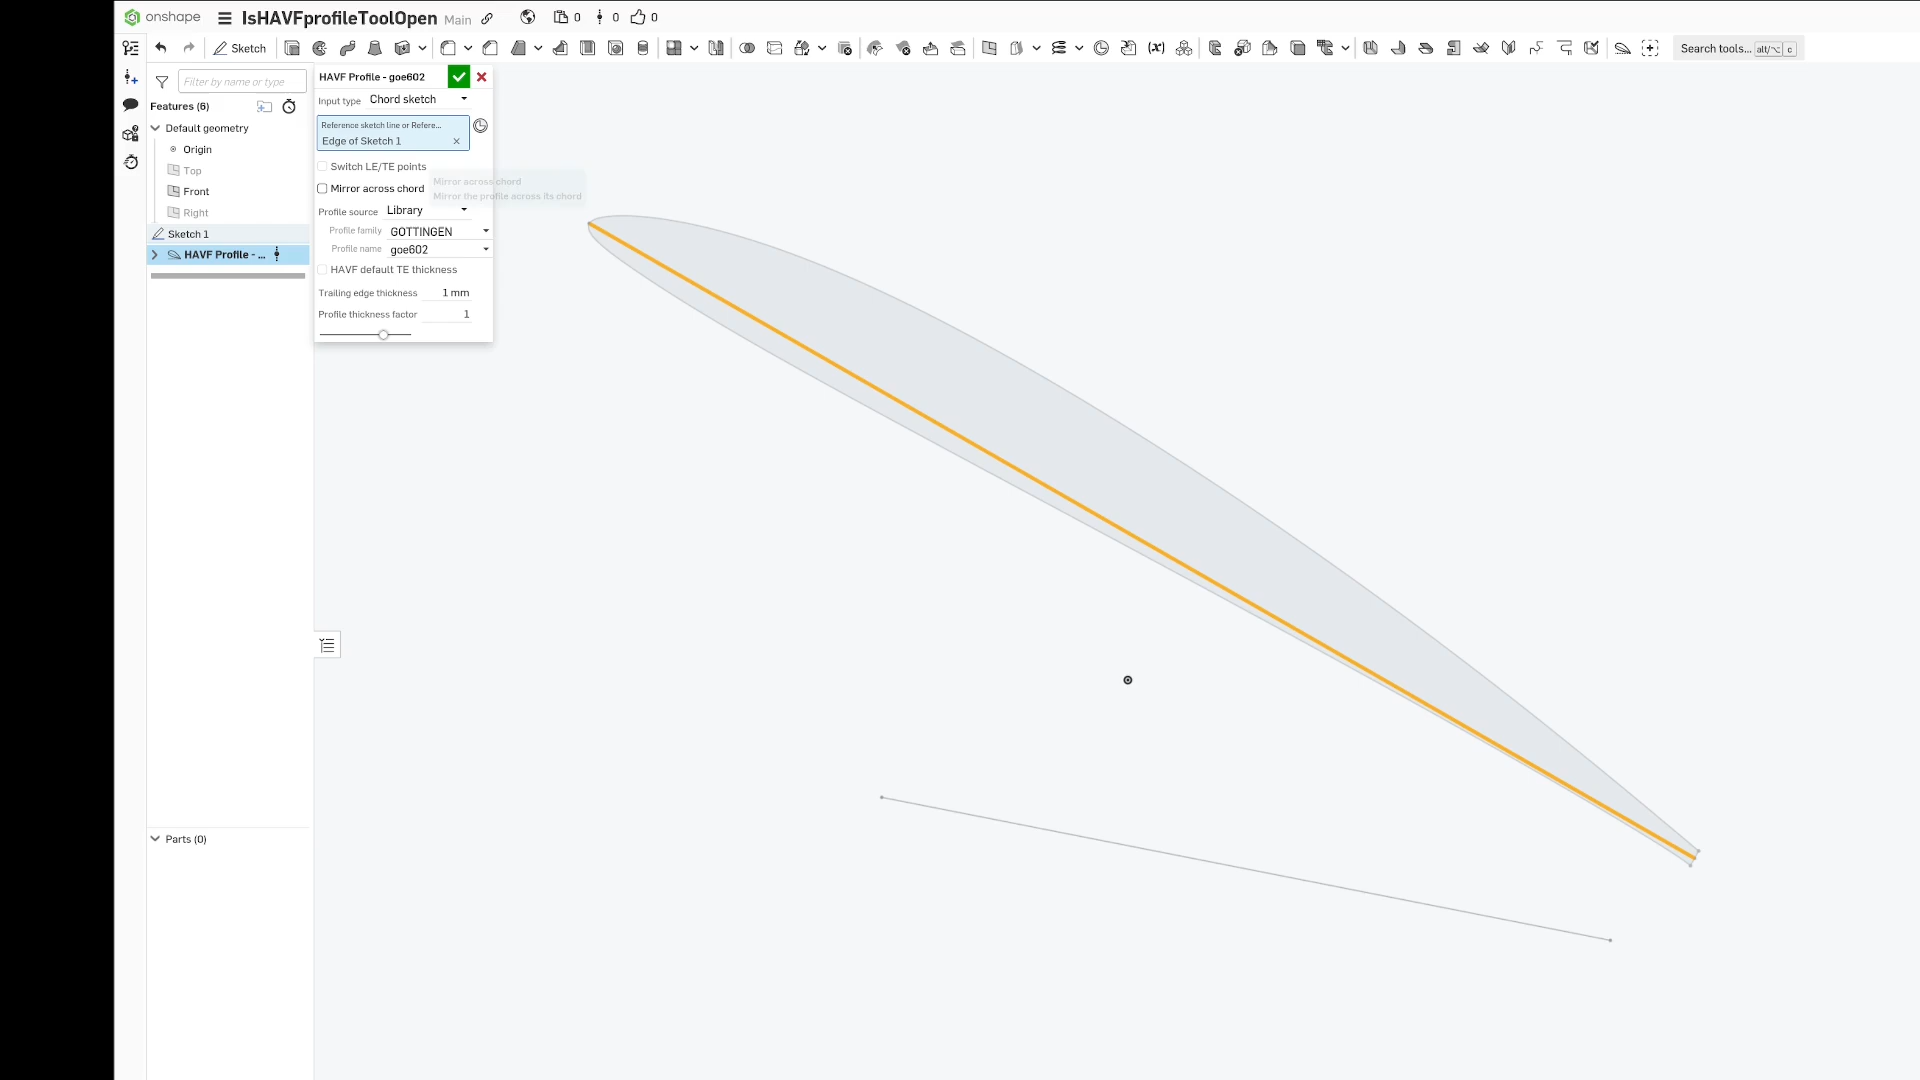 onshape IsHAVFprofileToolOpen Main 0 0 0
Sketch Search tools... alt/⌥ c
Filter by name or type
Features (6)
Default geometry
Origin
Top
Front
Right
Sketch 1
HAVF Profile - ...
Parts (0)
HAVF Profile - goe602
Input type Chord sketch
Reference sketch line or Refere...
Edge of Sketch 1
Switch LE/TE points
Mirror across chord
Mirror across chord
Mirror the profile across its chord
Profile source Library
Profile family GOTTINGEN
Profile name goe602
HAVF default TE thickness
Trailing edge thickness 1 mm
Profile thickness factor 1